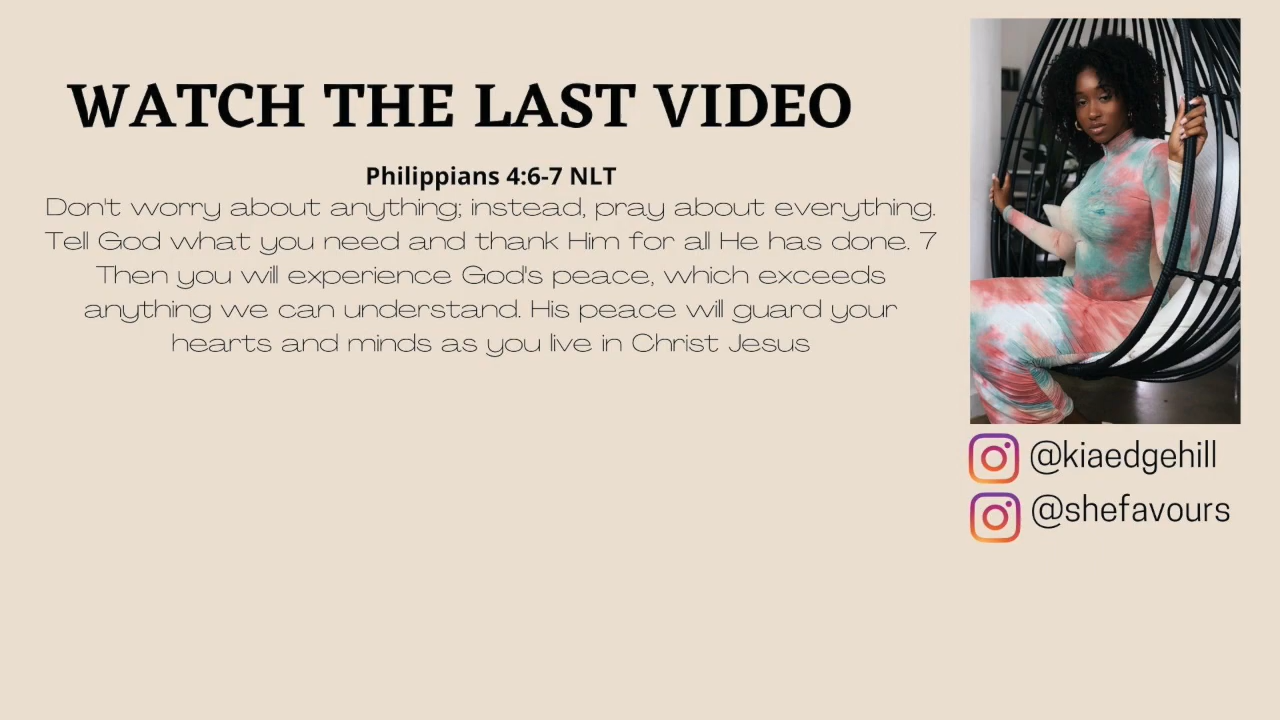 WATCH THE LAST VIDEO
Philippians 4:6-7 NLT
Don't worry about anything; instead, pray about everything.
Tell God what you need and thank Him for all He has done. 7
Then you will experience God's peace, which exceeds
anything we can understand. His peace will guard your
hearts and minds as you live in Christ Jesus
@kiaedgehill
@shefavours